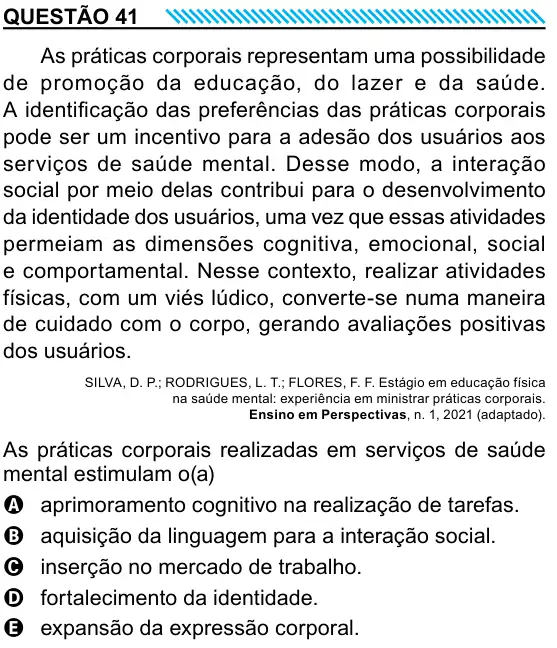 QUESTÃO 41
As práticas corporais representam uma possibilidade
de promoção da educação, do lazer e da saúde.
A identificação das preferências das práticas corporais
pode ser um incentivo para a adesão dos usuários aos
serviços de saúde mental. Desse modo, a interação
social por meio delas contribui para o desenvolvimento
da identidade dos usuários, uma vez que essas atividades
permeiam as dimensões cognitiva, emocional, social
e comportamental. Nesse contexto, realizar atividades
físicas, com um viés lúdico, converte-se numa maneira
de cuidado com o corpo, gerando avaliações positivas
dos usuários.
SILVA, D. P.; RODRIGUES, L. T.; FLORES, F. F. Estágio em educação física
na saúde mental: experiência em ministrar práticas corporais.
Ensino em Perspectivas, n. 1, 2021 (adaptado).
As práticas corporais realizadas em serviços de saúde
mental estimulam o(a)
A aprimoramento cognitivo na realização de tarefas.
B aquisição da linguagem para a interação social.
C inserção no mercado de trabalho.
D fortalecimento da identidade.
E expansão da expressão corporal.